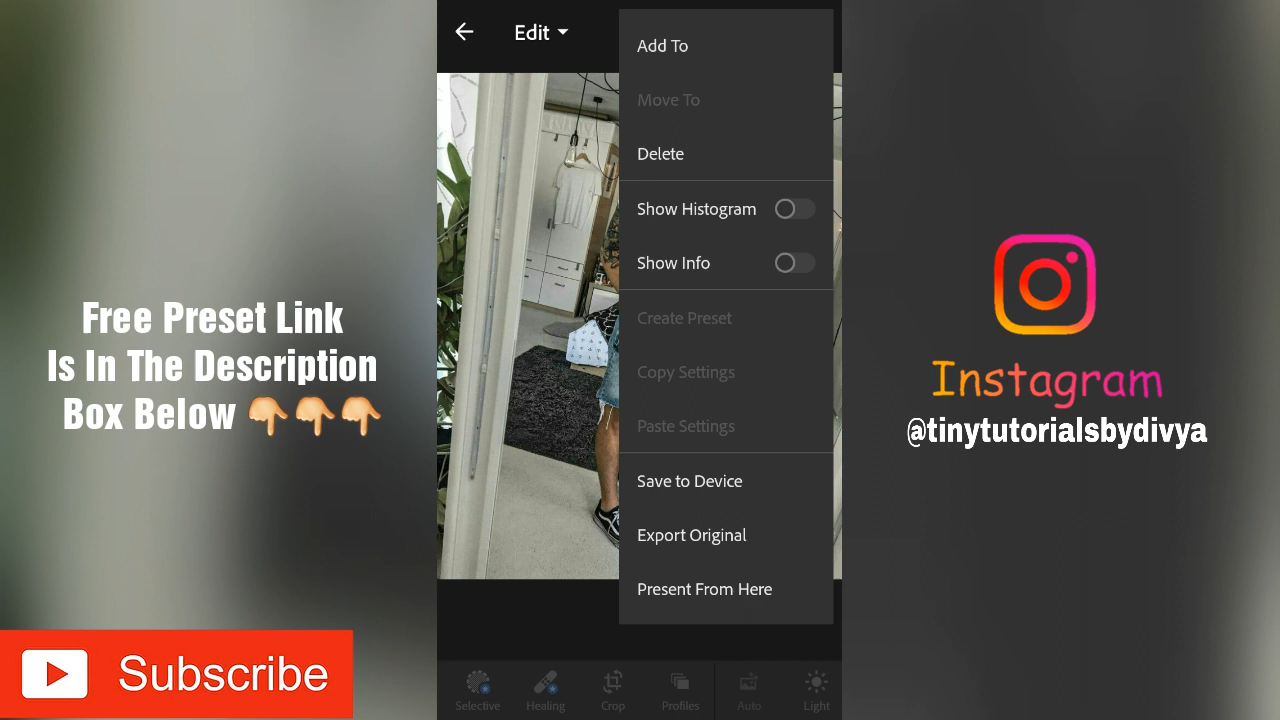 Free Preset Link
Is In The Description
Box Below 👇🏻👇🏻👇🏻
Subscribe
Edit
Add To
Move To
Delete
Show Histogram
Show Info
Create Preset
Copy Settings
Paste Settings
Save to Device
Export Original
Present From Here
Selective
Healing
Crop
Profiles
Auto
Light
Instagram
@tinytutorialsbydivya